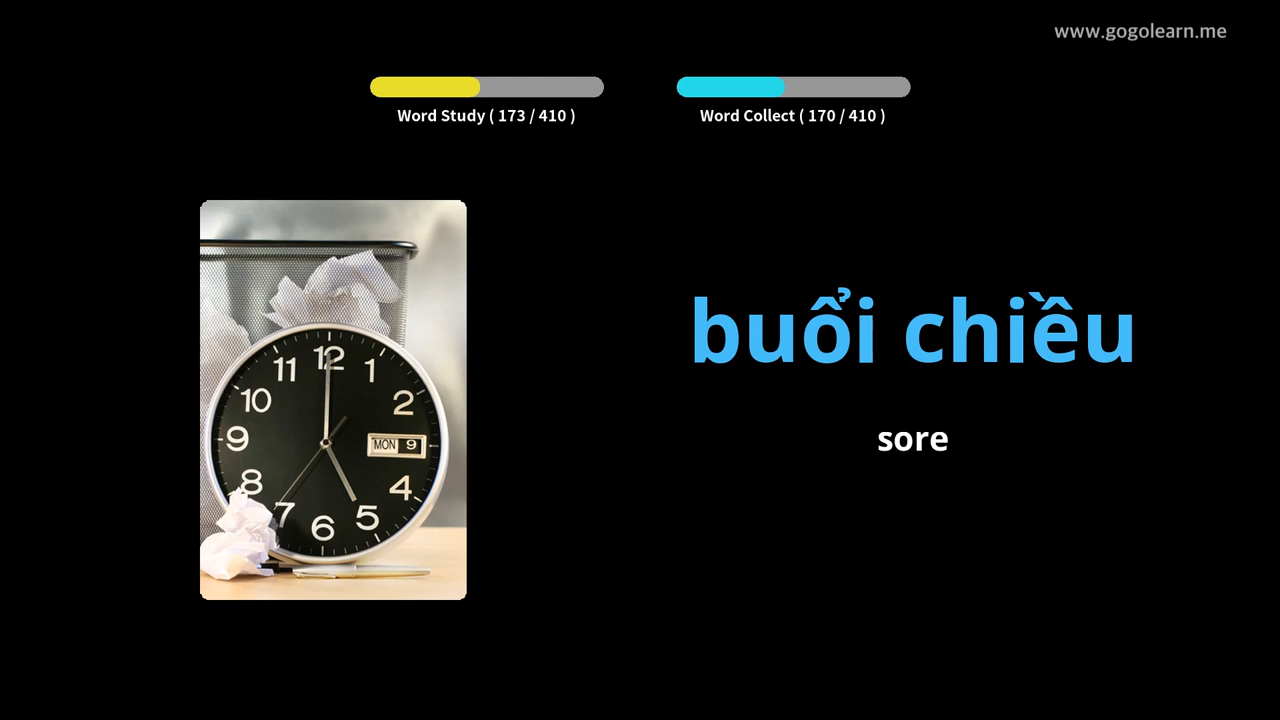 www.gogolearn.me
Word Study ( 173 / 410 )
Word Collect ( 170 / 410 )
12
11
1
10
2
9
MON 9
8
4
7
5
6
buổi chiều
sore